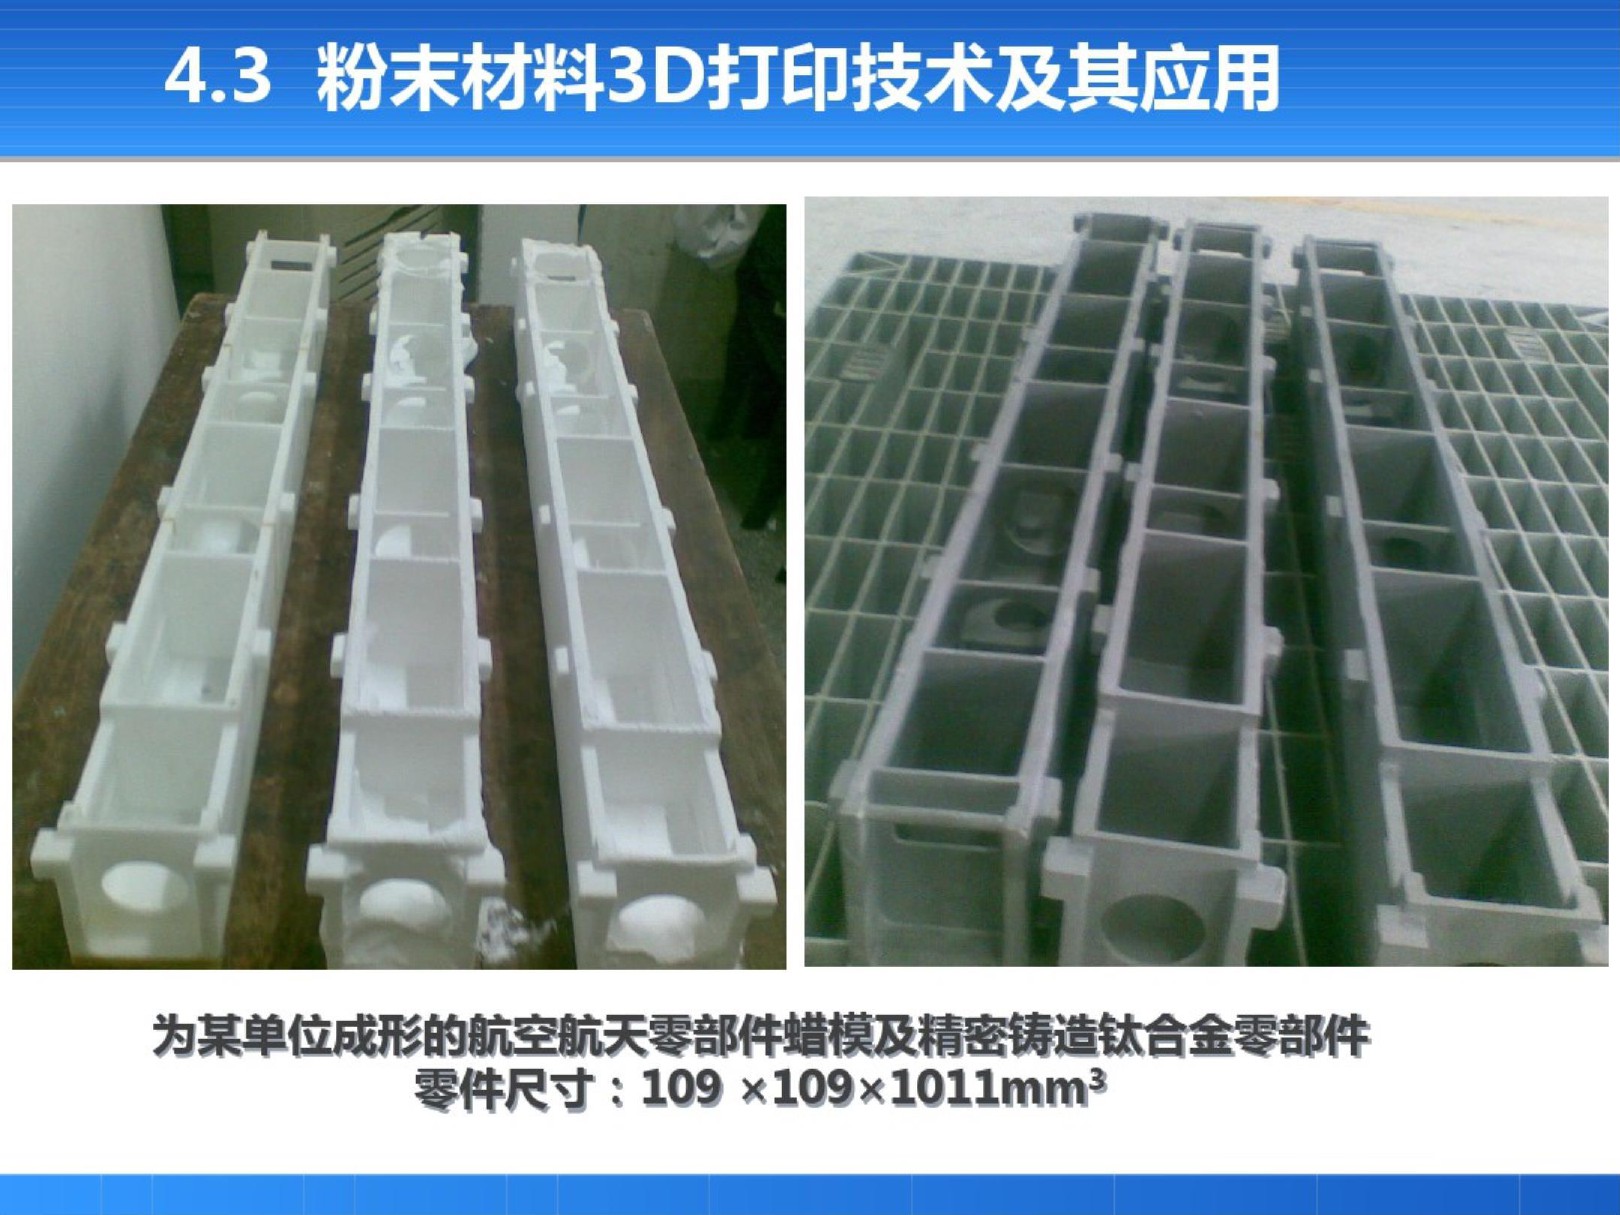 4.3 粉末材料3D打印技术及其应用
为某单位成形的航空航天零部件蜡模及精密铸造钛合金零部件
零件尺寸：109 ×109×1011mm³